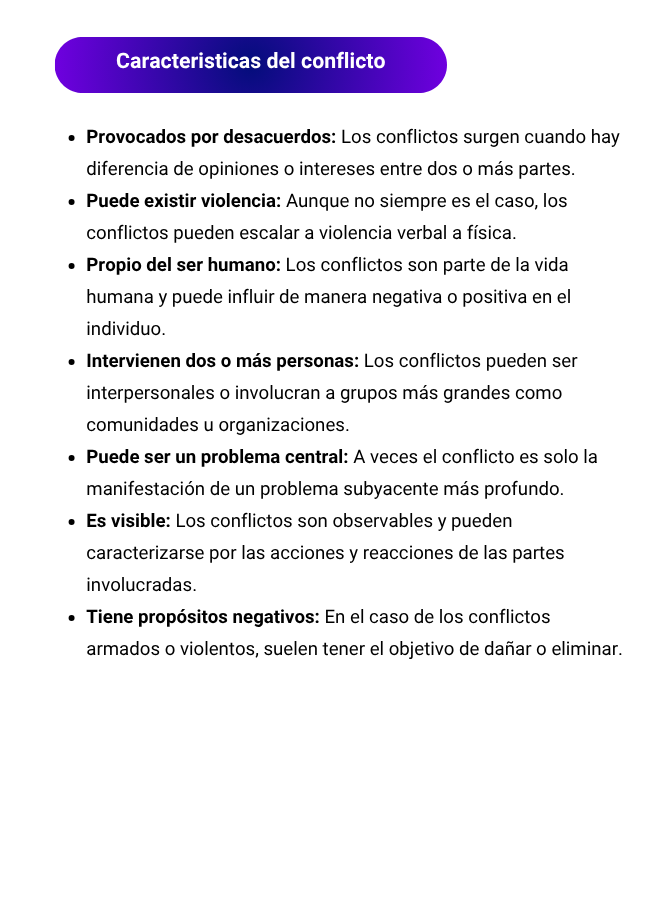 Caracteristicas del conflicto
• Provocados por desacuerdos: Los conflictos surgen cuando hay
diferencia de opiniones o intereses entre dos o más partes.
• Puede existir violencia: Aunque no siempre es el caso, los
conflictos pueden escalar a violencia verbal a física.
• Propio del ser humano: Los conflictos son parte de la vida
humana y puede influir de manera negativa o positiva en el
individuo.
• Intervienen dos o más personas: Los conflictos pueden ser
interpersonales o involucran a grupos más grandes como
comunidades u organizaciones.
• Puede ser un problema central: A veces el conflicto es solo la
manifestación de un problema subyacente más profundo.
• Es visible: Los conflictos son observables y pueden
caracterizarse por las acciones y reacciones de las partes
involucradas.
• Tiene propósitos negativos: En el caso de los conflictos
armados o violentos, suelen tener el objetivo de dañar o eliminar.